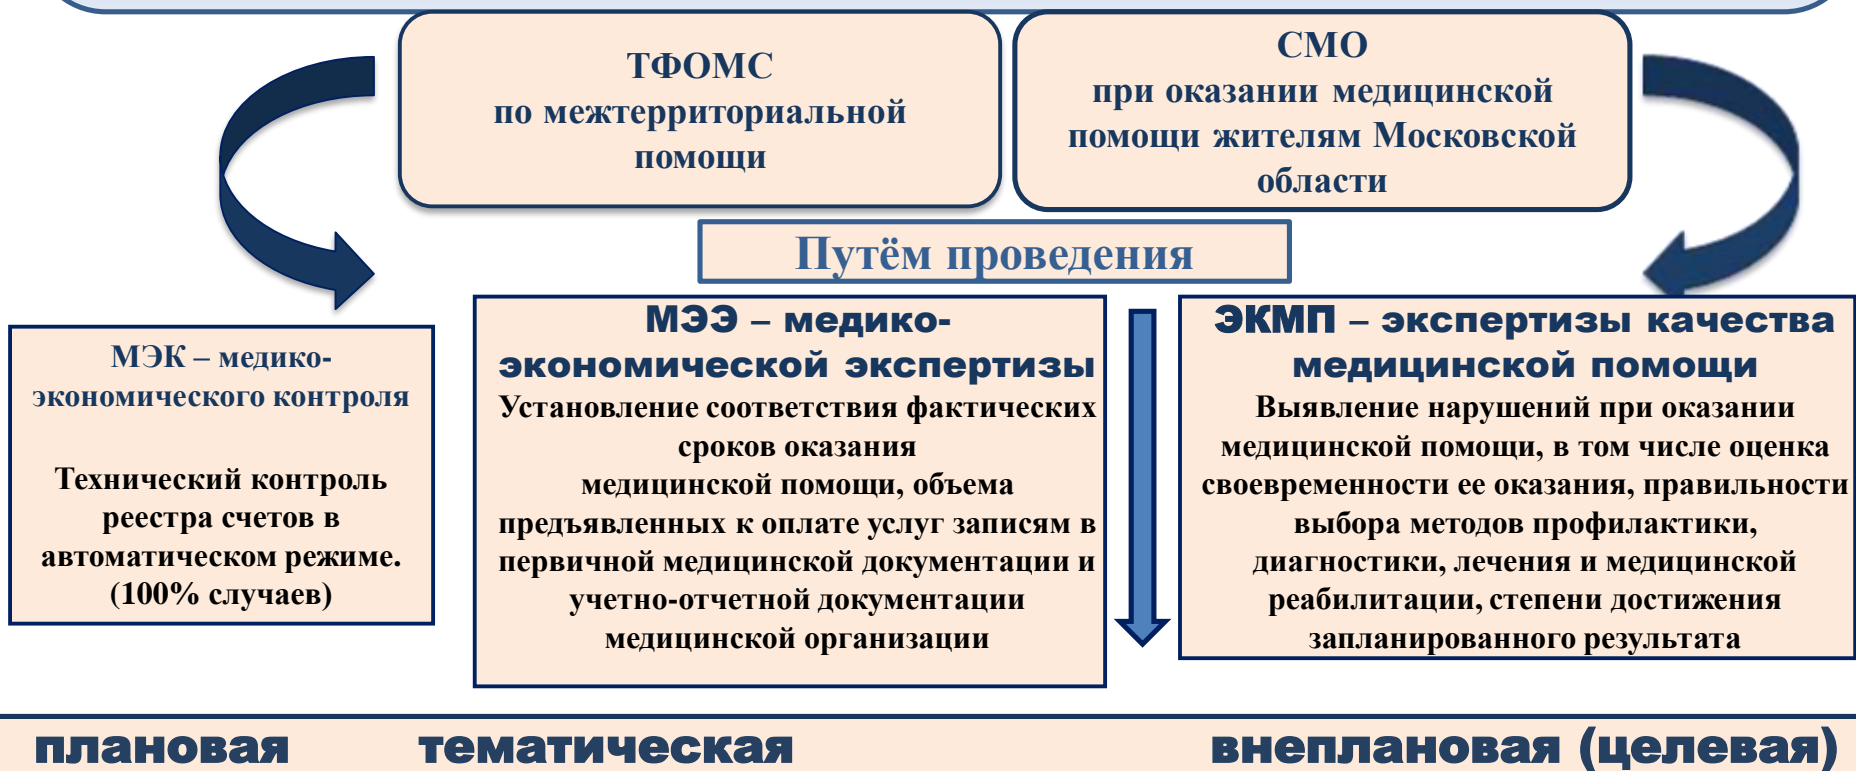 ТФОМС
по межтерриториальной
помощи
СМО
при оказании медицинской
помощи жителям Московской
области
Путём проведения
МЭК – медико-
экономического контроля
Технический контроль
реестра счетов в
автоматическом режиме.
(100% случаев)
МЭЭ – медико-
экономической экспертизы
Установление соответствия фактических
сроков оказания
медицинской помощи, объема
предъявленных к оплате услуг записям в
первичной медицинской документации и
учетно-отчетной документации
медицинской организации
ЭКМП – экспертизы качества
медицинской помощи
Выявление нарушений при оказании
медицинской помощи, в том числе оценка
своевременности ее оказания, правильности
выбора методов профилактики,
диагностики, лечения и медицинской
реабилитации, степени достижения
запланированного результата
плановая тематическая внеплановая (целевая)